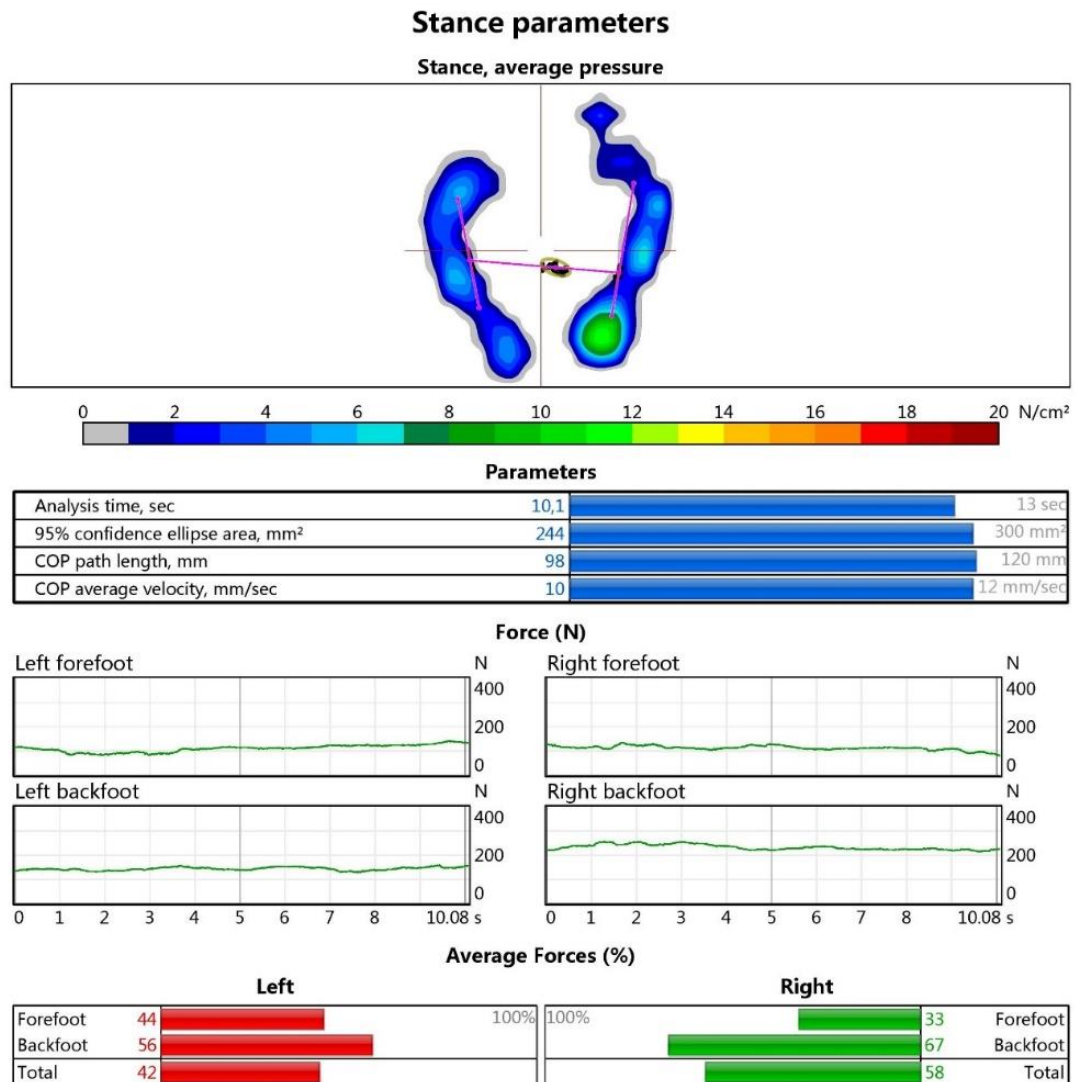 Stance parameters
Stance, average pressure
0 2 4 6 8 10 12 14 16 18 20 N/cm²
Parameters
Analysis time, sec 10,1 13 sec
95% confidence ellipse area, mm² 244 300 mm²
COP path length, mm 98 120 mm
COP average velocity, mm/sec 10 12 mm/sec
Force (N)
Left forefoot N Right forefoot N
400 400
200 200
0 0
Left backfoot N Right backfoot N
400 400
200 200
0 0
0 1 2 3 4 5 6 7 8 10.08 s 0 1 2 3 4 5 6 7 8 10.08 s
Average Forces (%)
Left Right
Forefoot 44 100% 100% 33 Forefoot
Backfoot 56 67 Backfoot
Total 42 58 Total